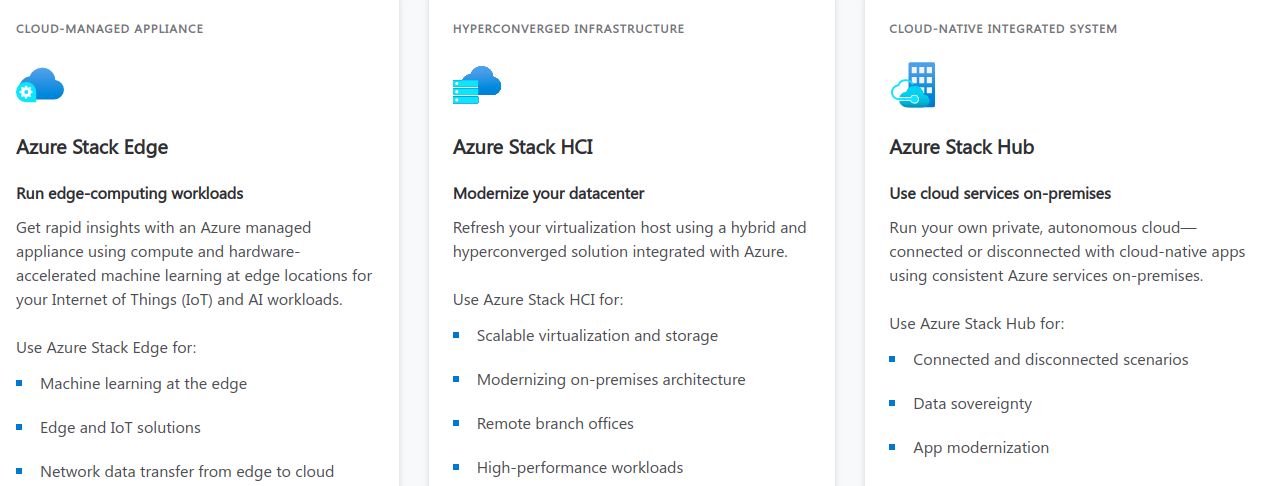 CLOUD-MANAGED APPLIANCE
Azure Stack Edge
Run edge-computing workloads
Get rapid insights with an Azure managed
appliance using compute and hardware-
accelerated machine learning at edge locations for
your Internet of Things (IoT) and AI workloads.
Use Azure Stack Edge for:
Machine learning at the edge
Edge and IoT solutions
Network data transfer from edge to cloud
HYPERCONVERGED INFRASTRUCTURE
Azure Stack HCI
Modernize your datacenter
Refresh your virtualization host using a hybrid and
hyperconverged solution integrated with Azure.
Use Azure Stack HCI for:
Scalable virtualization and storage
Modernizing on-premises architecture
Remote branch offices
High-performance workloads
CLOUD-NATIVE INTEGRATED SYSTEM
Azure Stack Hub
Use cloud services on-premises
Run your own private, autonomous cloud—
connected or disconnected with cloud-native apps
using consistent Azure services on-premises.
Use Azure Stack Hub for:
Connected and disconnected scenarios
Data sovereignty
App modernization